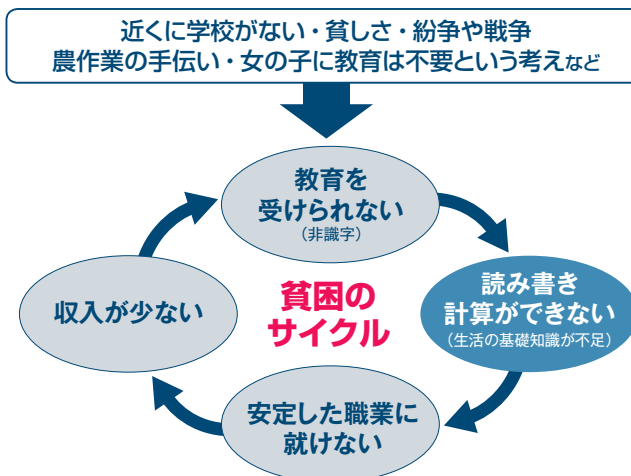 近くに学校がない・貧しさ・紛争や戦争
農作業の手伝い・女の子に教育は不要という考えなど
教育を
受けられない
（非識字）
読み書き
計算ができない
（生活の基礎知識が不足）
安定した職業に
就けない
収入が少ない
貧困の
サイクル